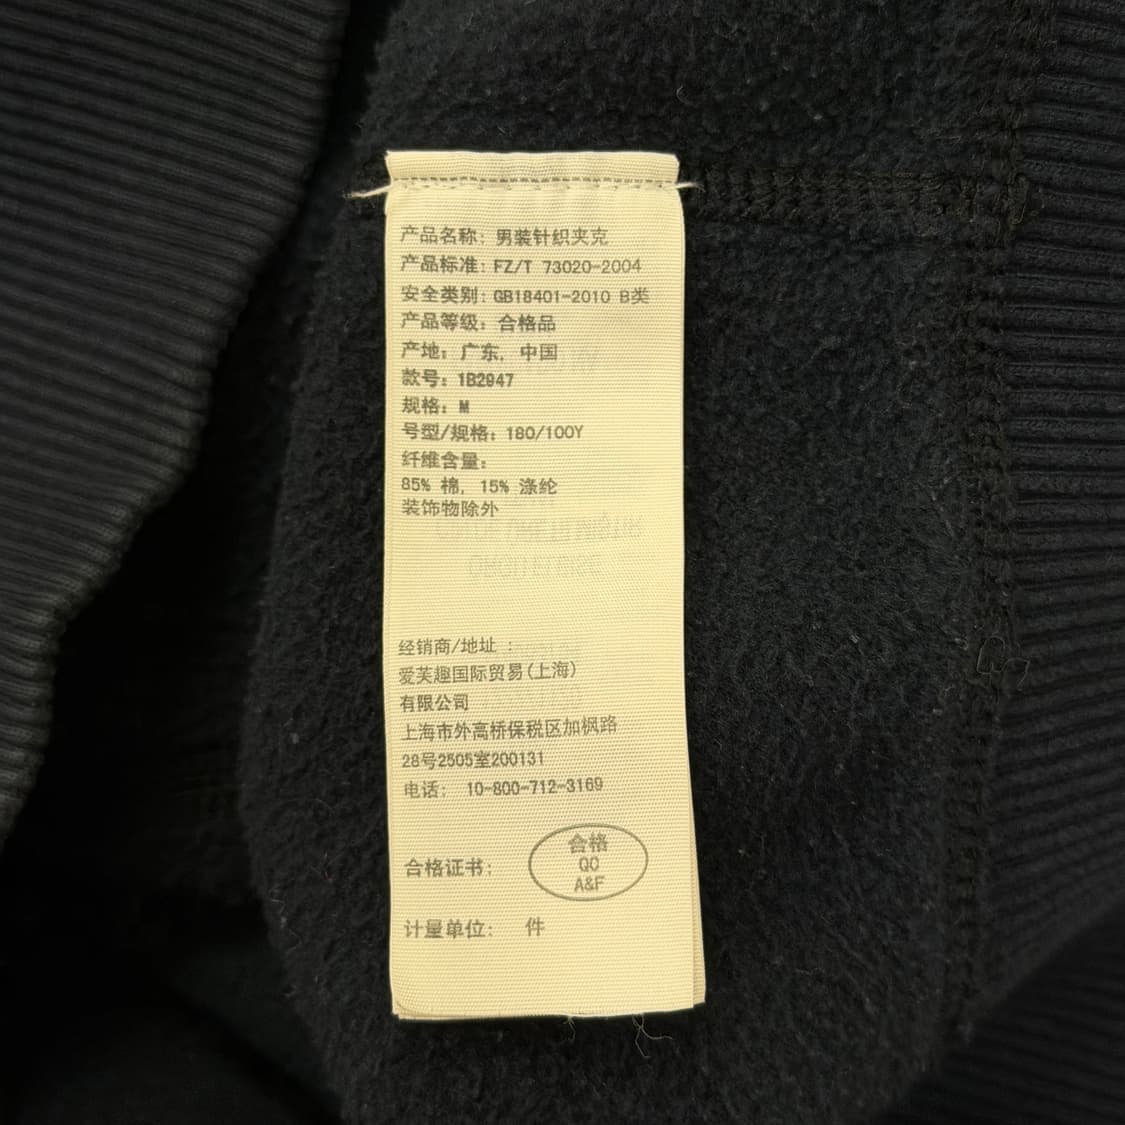 产品名称: 男装针织夹克
产品标准: FZ/T 73020-2004
安全类别: GB18401-2010 B类
产品等级: 合格品
产地: 广东, 中国
款号: 1B2947
规格: M
号型/规格: 180/100Y
纤维含量:
85% 棉, 15% 涤纶
装饰物除外
经销商/地址 :
爱芙趣国际贸易(上海)
有限公司
上海市外高桥保税区加枫路
28号2505室200131
电话: 10-800-712-3169
合格证书:
合格
QC
A&F
计量单位: 件